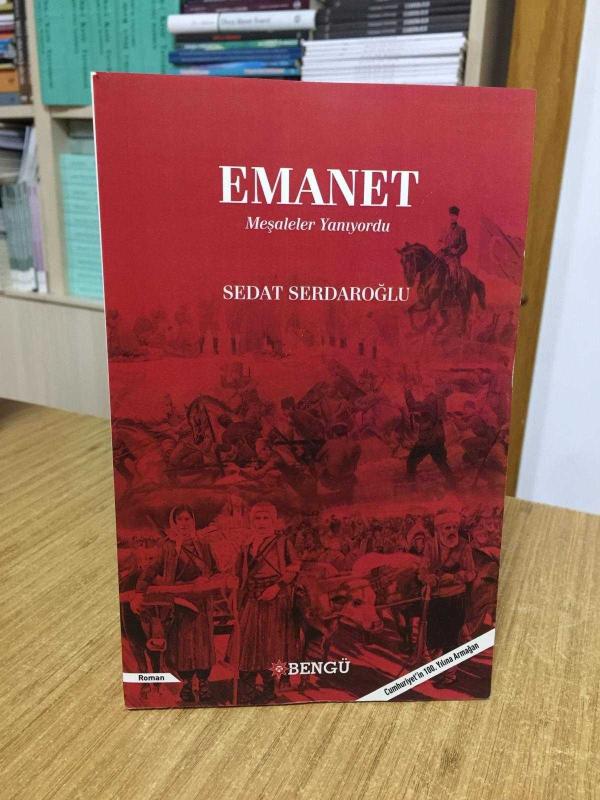 EMANET
Meşaleler Yanıyordu
SEDAT SERDAROĞLU
Roman
BENGÜ
Cumhuriyet'in 100. Yılına Armağan